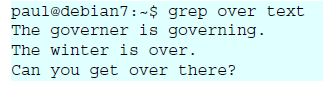 paul@debian7:~$ grep over text
The governer is governing.
The winter is over.
Can you get over there?